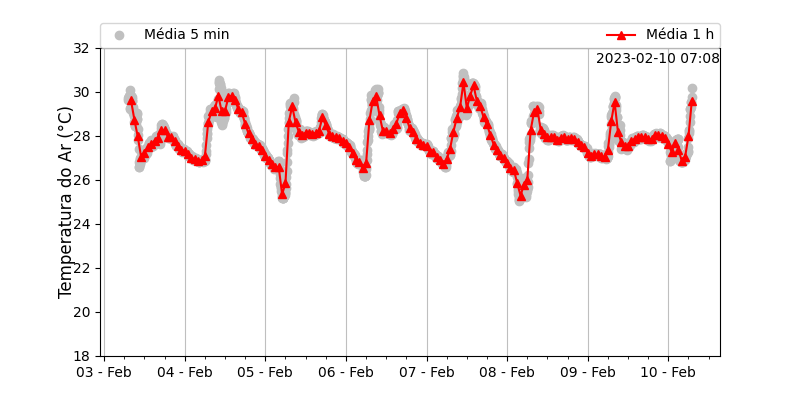 Média 5 min
Média 1 h
2023-02-10 07:08
Temperatura do Ar (°C)
32
30
28
26
24
22
20
18
03 - Feb
04 - Feb
05 - Feb
06 - Feb
07 - Feb
08 - Feb
09 - Feb
10 - Feb